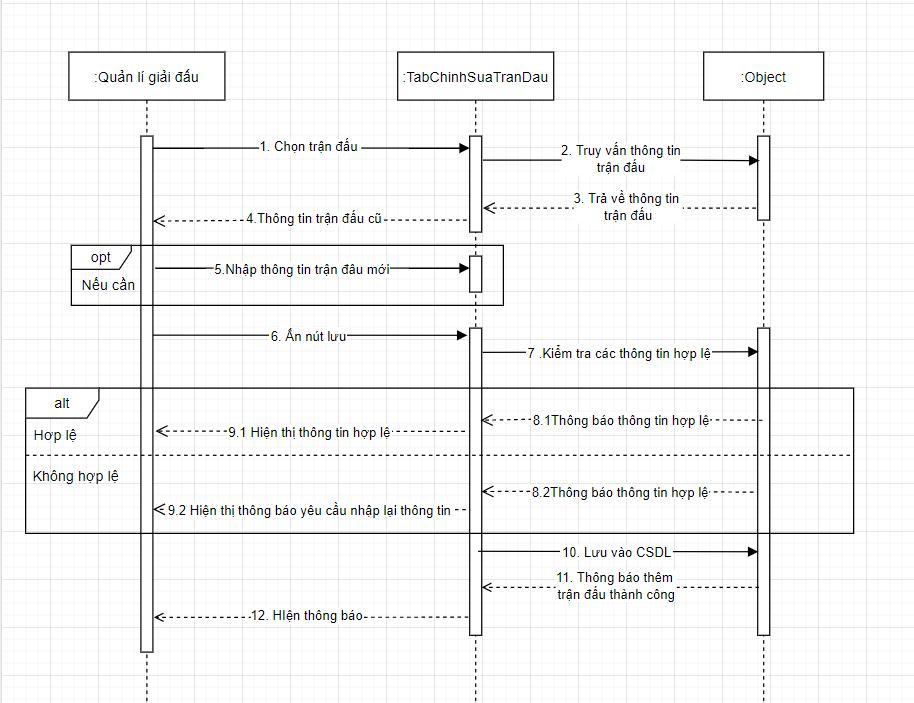 :Quản lí giải đấu
:TabChinhSuaTranDau
:Object
1. Chọn trận đấu
2. Truy vấn thông tin
trận đấu
3. Trả về thông tin
trận đấu
4.Thông tin trận đấu cũ
opt
5.Nhập thông tin trận đâu mới
Nếu cần
6. Ấn nút lưu
7 .Kiểm tra các thông tin hợp lệ
alt
8.1Thông báo thông tin hợp lệ
Hơp lệ
9.1 Hiện thị thông tin hợp lệ
Không hợp lệ
8.2Thông báo thông tin hợp lệ
9.2 Hiện thị thông báo yêu cầu nhập lại thông tin
10. Lưu vào CSDL
11. Thông báo thêm
trận đấu thành công
12. HIện thông báo